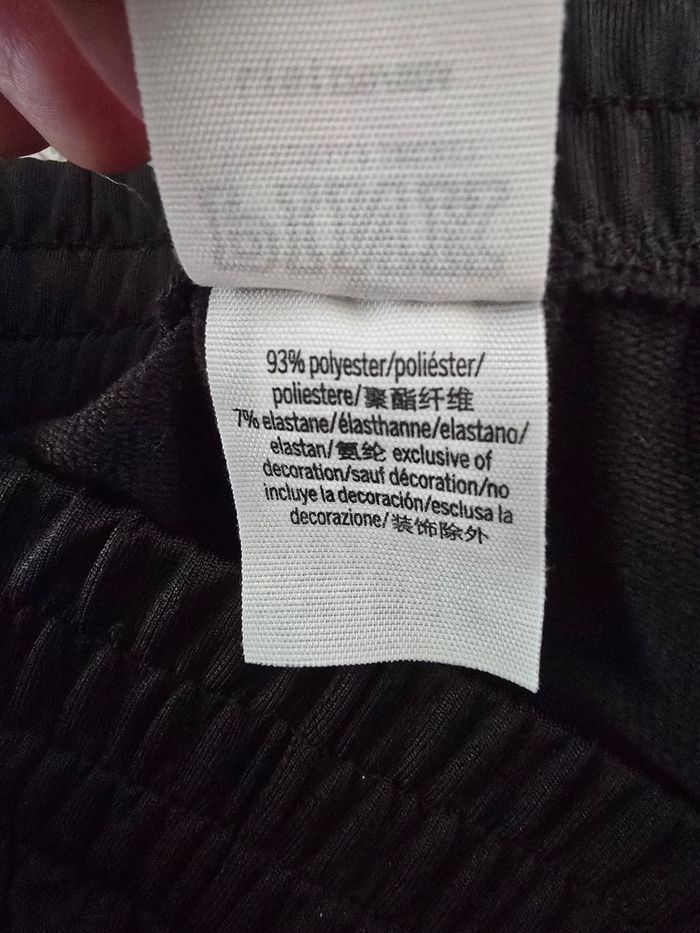 93% polyester/poliéster/
poliestere/聚酯纤维
7% elastane/élasthanne/elastano/
elastan/氨纶 exclusive of
decoration/sauf décoration/no
incluye la decoración/esclusa la
decorazione/装饰除外